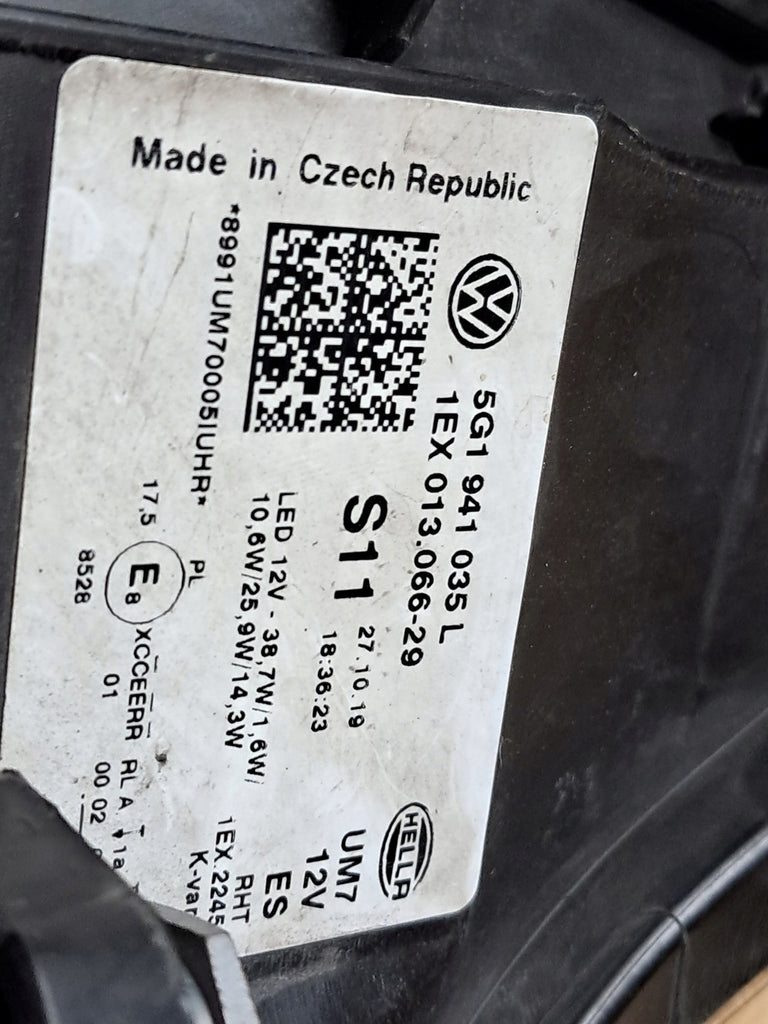 Made in Czech Republic
5G1 941 035 L
1EX 013.066-29
S11
27.10.19
18:36:23
*8991UM70005IUHR*
LED 12V - 38,7W/1,6W/
10,6W/25,9W/14,3W
HELLA
UM7
12V
ES
RHT
PL
17,5 E8 XCCEERR RL A
8528
01
00 02